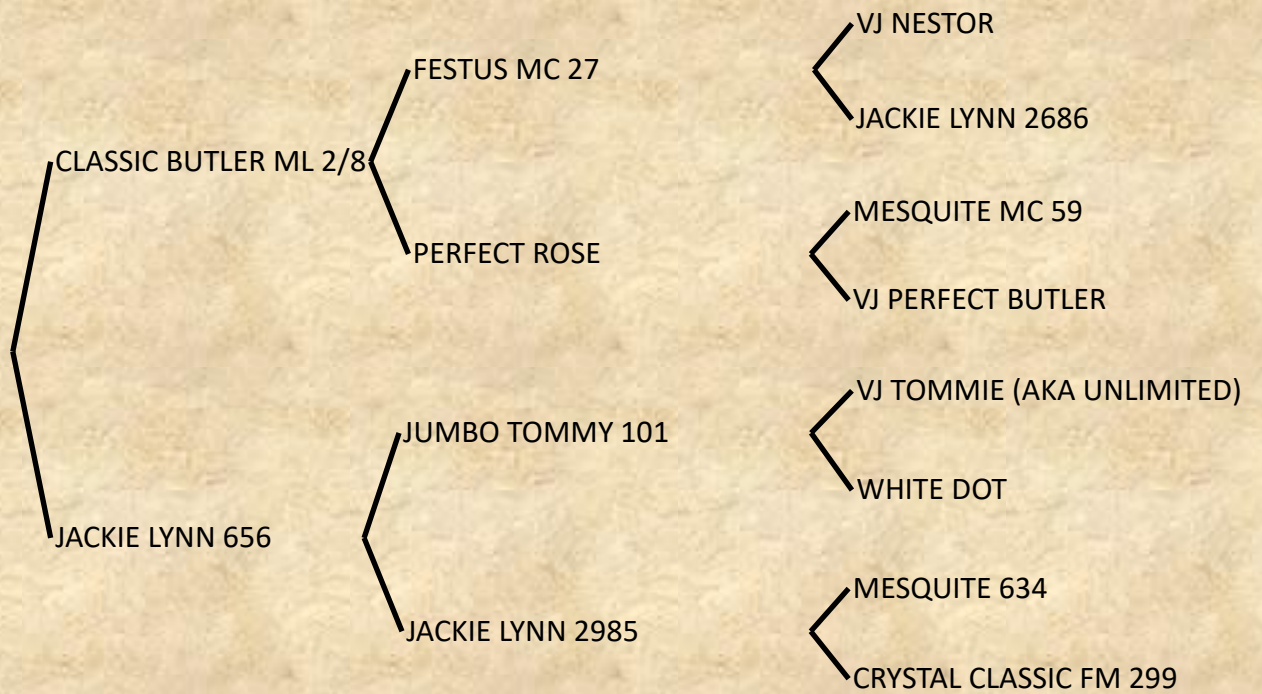 VJ NESTOR
FESTUS MC 27
JACKIE LYNN 2686
CLASSIC BUTLER ML 2/8
MESQUITE MC 59
PERFECT ROSE
VJ PERFECT BUTLER
VJ TOMMIE (AKA UNLIMITED)
JUMBO TOMMY 101
WHITE DOT
JACKIE LYNN 656
MESQUITE 634
JACKIE LYNN 2985
CRYSTAL CLASSIC FM 299